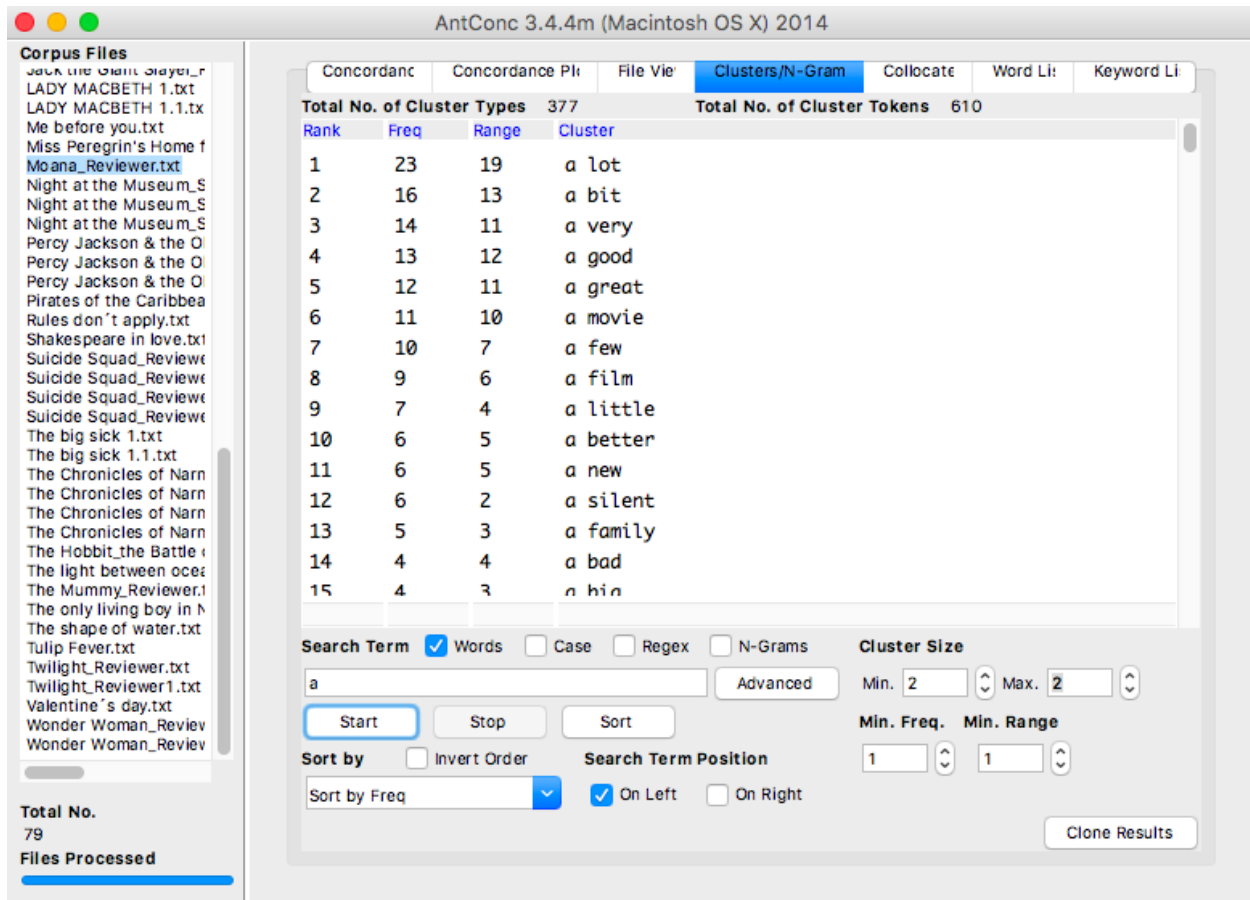 AntConc 3.4.4m (Macintosh OS X) 2014
Corpus Files
Jack the Giant Slayer_
LADY MACBETH 1.txt
LADY MACBETH 1.1.tx
Me before you.txt
Miss Peregrin's Home f
Moana_Reviewer.txt
Night at the Museum_S
Night at the Museum_S
Night at the Museum_S
Percy Jackson & the O
Percy Jackson & the O
Percy Jackson & the O
Pirates of the Caribbea
Rules don´t apply.txt
Shakespeare in love.txt
Suicide Squad_Reviewe
Suicide Squad_Reviewe
Suicide Squad_Reviewe
Suicide Squad_Reviewe
The big sick 1.txt
The big sick 1.1.txt
The Chronicles of Narn
The Chronicles of Narn
The Chronicles of Narn
The Chronicles of Narn
The Hobbit_the Battle
The light between ocea
The Mummy_Reviewer.t
The only living boy in N
The shape of water.txt
Tulip Fever.txt
Twilight_Reviewer.txt
Twilight_Reviewer1.txt
Valentine´s day.txt
Wonder Woman_Review
Wonder Woman_Review
Total No.
79
Files Processed
Concordanc Concordance Pl File Vie Clusters/N-Gram Collocate Word Li Keyword Li
Total No. of Cluster Types 377 Total No. of Cluster Tokens 610
Rank Freq Range Cluster
1 23 19 a lot
2 16 13 a bit
3 14 11 a very
4 13 12 a good
5 12 11 a great
6 11 10 a movie
7 10 7 a few
8 9 6 a film
9 7 4 a little
10 6 5 a better
11 6 5 a new
12 6 2 a silent
13 5 3 a family
14 4 4 a bad
15 4 3 a big
Search Term Words Case Regex N-Grams Cluster Size
a Advanced Min. 2 Max. 2
Start Stop Sort Min. Freq. Min. Range
1 1
Sort by Invert Order Search Term Position
Sort by Freq On Left On Right
Clone Results